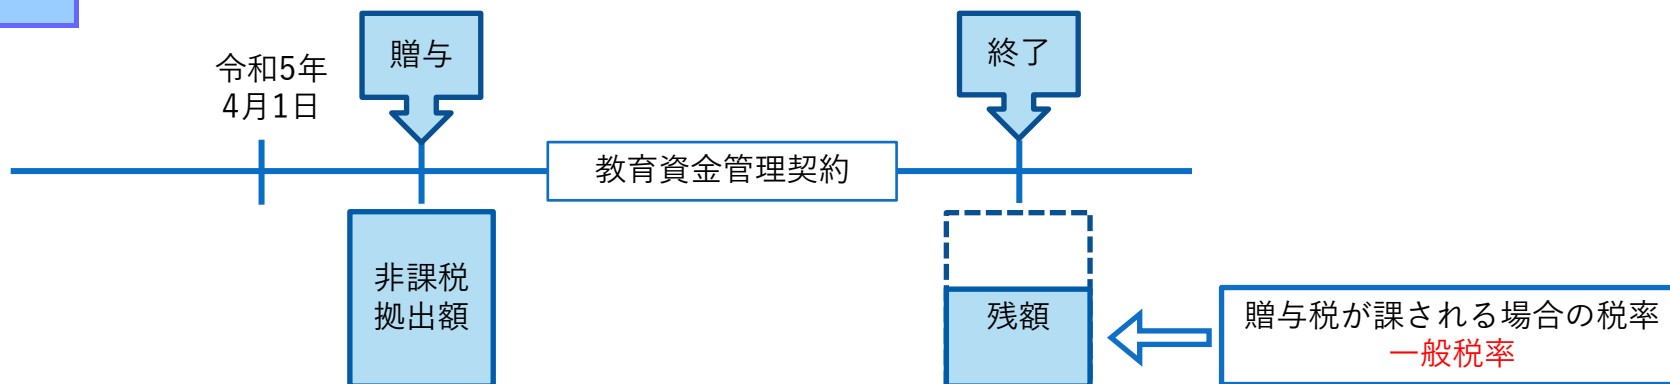 令和5年
4月1日
贈与
終了
教育資金管理契約
非課税
拠出額
残額
贈与税が課される場合の税率
一般税率